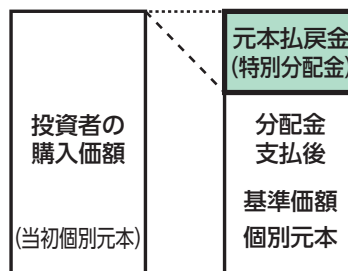 投資者の
購入価額
(当初個別元本)
元本払戻金
(特別分配金)
分配金
支払後
基準価額
個別元本